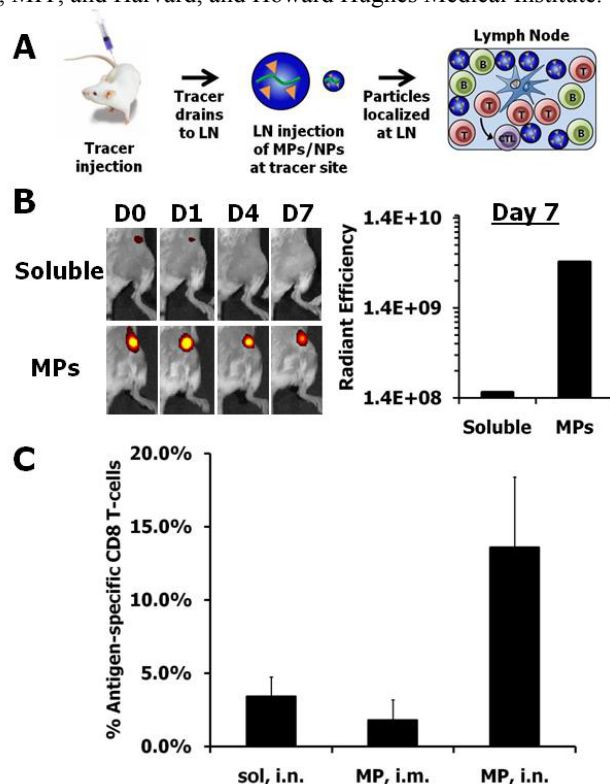 , MIT, and Harvard, and Howard Hughes Medical Institute.
A
Tracer
injection
Tracer
drains
to LN
LN injection
of MPs/NPs
at tracer site
Particles
localized
at LN
Lymph Node
B
B
B
B
T
T
T
T
T
CTL
B
D0 D1 D4 D7
Soluble
MPs
Day 7
Radiant Efficiency
1.4E+10
1.4E+09
1.4E+08
Soluble MPs
C
% Antigen-specific CD8 T-cells
20.0%
15.0%
10.0%
5.0%
0.0%
sol, i.n. MP, i.m. MP, i.n.